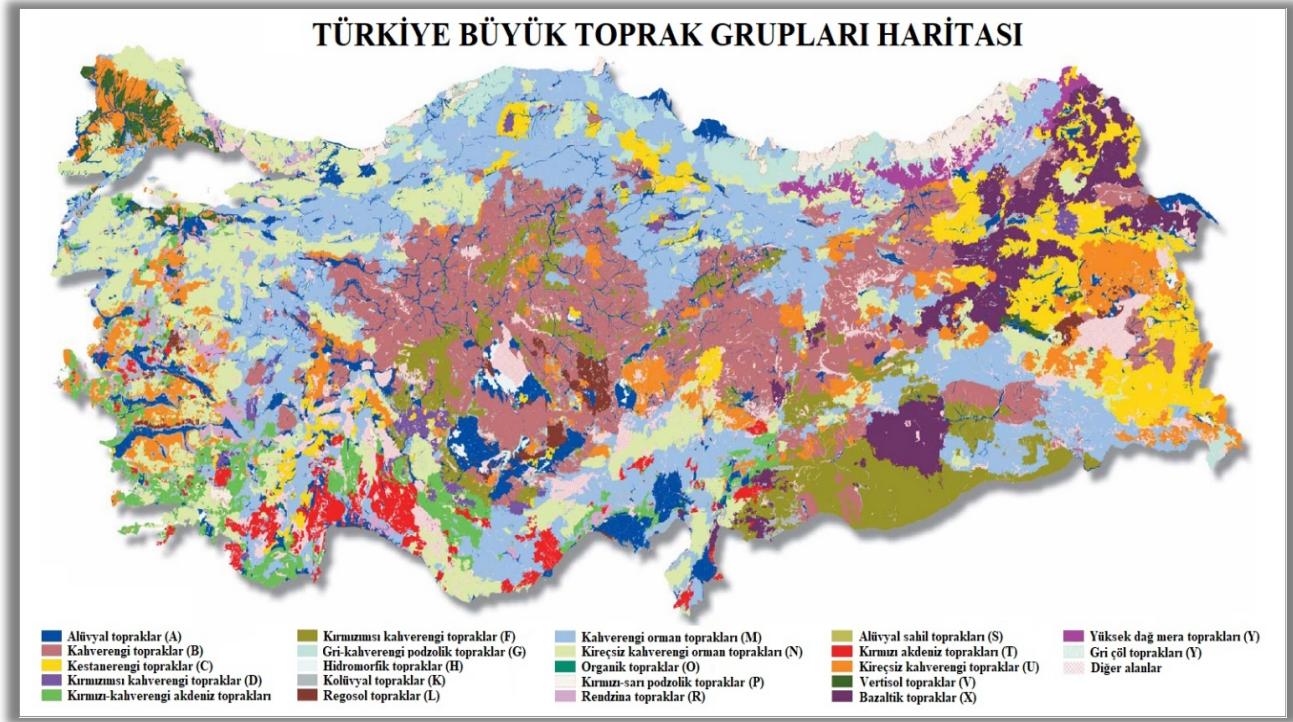 TÜRKİYE BÜYÜK TOPRAK GRUPLARI HARİTASI
Alüvyal topraklar (A)
Kahverengi topraklar (B)
Kestanerengi topraklar (C)
Kırmızımsı kahverengi topraklar (D)
Kırmızı-kahverengi akdeniz toprakları
Kırmızımsı kahverengi topraklar (F)
Gri-kahverengi podzolik topraklar (G)
Hidromorfik topraklar (H)
Kolüvyal topraklar (K)
Regosol topraklar (L)
Kahverengi orman toprakları (M)
Kireçsiz kahverengi orman toprakları (N)
Organik topraklar (O)
Kırmızı-sarı podzolik topraklar (P)
Rendzina topraklar (R)
Alüvyal sahil toprakları (S)
Kırmızı akdeniz toprakları (T)
Kireçsiz kahverengi topraklar (U)
Vertisol topraklar (V)
Bazaltik topraklar (X)
Yüksek dağ mera toprakları (Y)
Gri çöl toprakları (Y)
Diğer alanlar